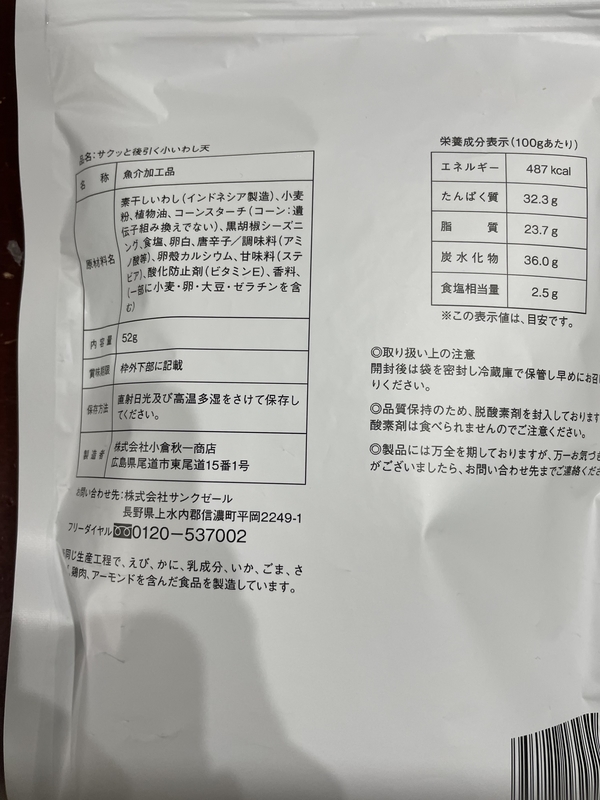 品名：サクッと後引く小いわし天
名称 魚介加工品
原材料名 素干しいわし（インドネシア製造）、小麦
粉、植物油、コーンスターチ（コーン：遺
伝子組み換えでない）、黒胡椒シーズニ
ング、食塩、卵白、唐辛子／調味料（アミ
ノ酸等）、卵殻カルシウム、甘味料（ステ
ビア）、酸化防止剤（ビタミンE）、香料、
（一部に小麦・卵・大豆・ゼラチンを含
む）
内容量 52g
賞味期限 枠外下部に記載
保存方法 直射日光及び高温多湿をさけて保存し
てください。
製造者 株式会社小倉秋一商店
広島県尾道市東尾道15番1号
お問い合わせ先：株式会社サンクゼール
長野県上水内郡信濃町平岡2249-1
フリーダイヤル 0120-537002
同じ生産工程で、えび、かに、乳成分、いか、ごま、さ
、鶏肉、アーモンドを含んだ食品を製造しています。
栄養成分表示（100gあたり）
エネルギー 487 kcal
たんぱく質 32.3 g
脂質 23.7 g
炭水化物 36.0 g
食塩相当量 2.5 g
※この表示値は、目安です。
◎取り扱い上の注意
開封後は袋を密封し冷蔵庫で保管し早めにお召
りください。
◎品質保持のため、脱酸素剤を封入しております
酸素剤は食べられませんのでご注意ください。
◎製品には万全を期しておりますが、万一お気づき
がございましたら、お問い合わせ先までご連絡くださ